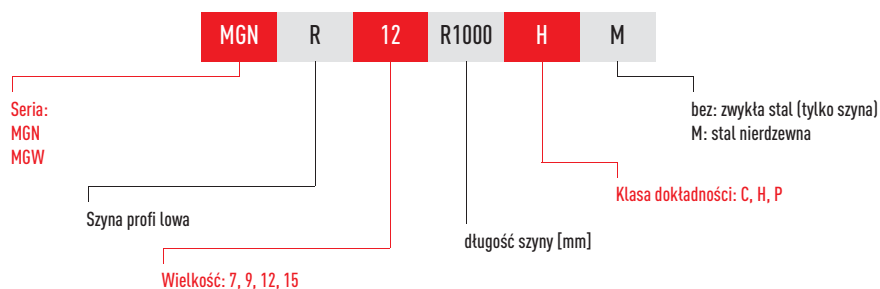 MGN R 12 R1000 H M
Seria:
MGN
MGW
bez: zwykła stal (tylko szyna)
M: stal nierdzewna
Klasa dokładności: C, H, P
Szyna profi lowa
długość szyny [mm]
Wielkość: 7, 9, 12, 15